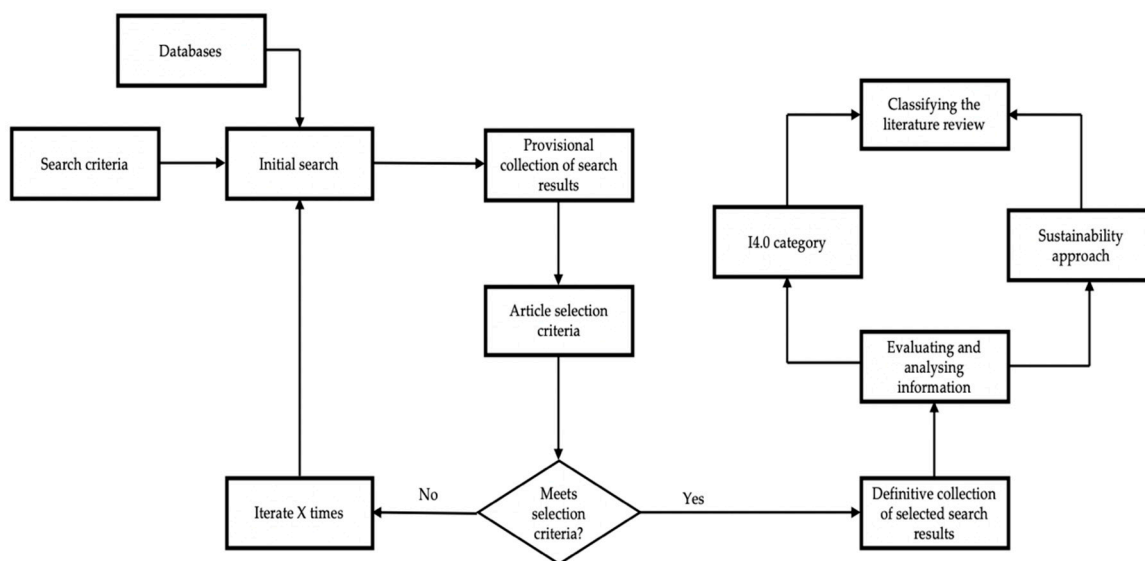 Databases
Search criteria
Initial search
Provisional
collection of search
results
Article selection
criteria
Meets
selection
criteria?
No
Iterate X times
Yes
Definitive collection
of selected search
results
Evaluating and
analysing
information
I4.0 category
Sustainability
approach
Classifying the
literature review